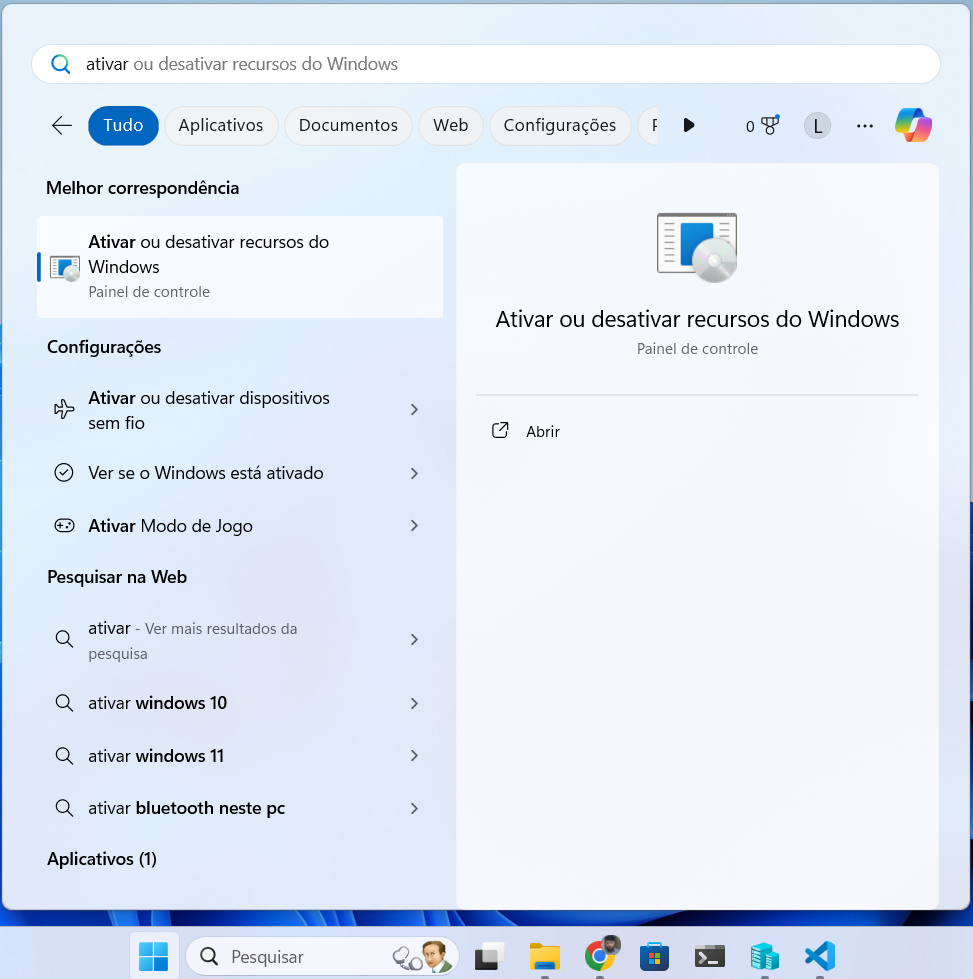 ativar ou desativar recursos do Windows
Tudo Aplicativos Documentos Web Configurações 0 L
Melhor correspondência
Ativar ou desativar recursos do
Windows
Painel de controle
Configurações
Ativar ou desativar dispositivos
sem fio
Ver se o Windows está ativado
Ativar Modo de Jogo
Pesquisar na Web
ativar - Ver mais resultados da
pesquisa
ativar windows 10
ativar windows 11
ativar bluetooth neste pc
Aplicativos (1)
Ativar ou desativar recursos do Windows
Painel de controle
Abrir
Pesquisar